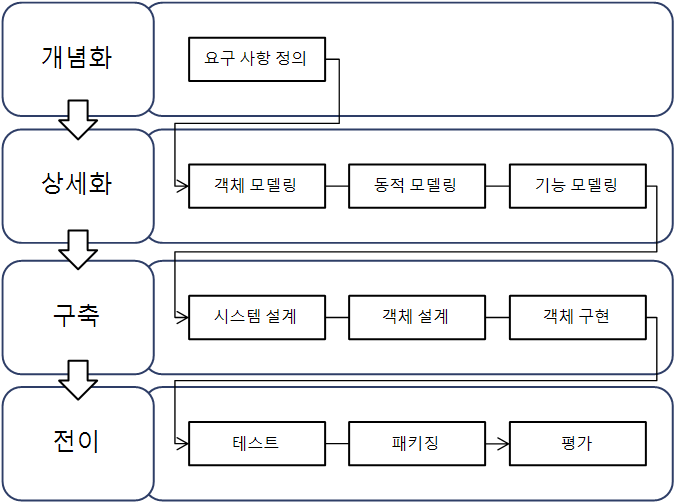 개념화
요구 사항 정의
상세화
객체 모델링
동적 모델링
기능 모델링
구축
시스템 설계
객체 설계
객체 구현
전이
테스트
패키징
평가